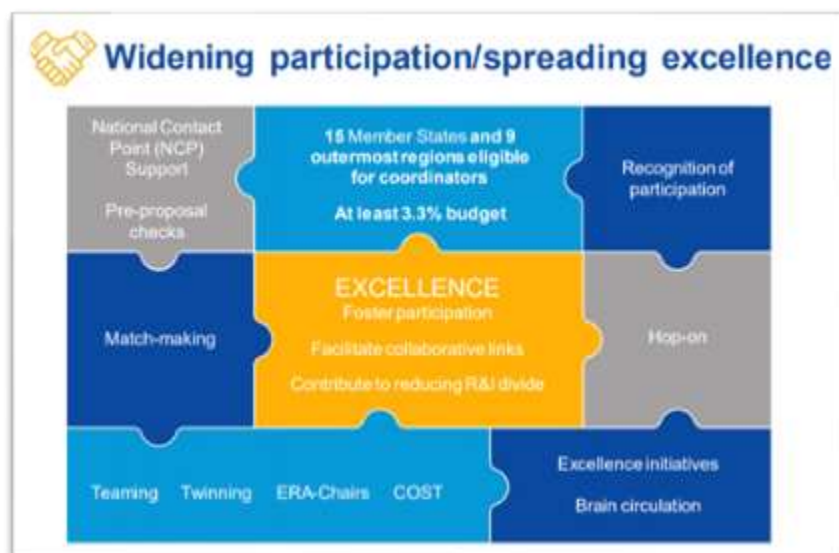 Widening participation/spreading excellence
National Contact
Point (NCP)
Support
Pre-proposal
checks
15 Member States and 9
outermost regions eligible
for coordinators
At least 3.3% budget
Recognition of
participation
Match-making
EXCELLENCE
Foster participation
Facilitate collaborative links
Contribute to reducing R&I divide
Hop-on
Teaming Twinning ERA-Chairs COST
Excellence initiatives
Brain circulation